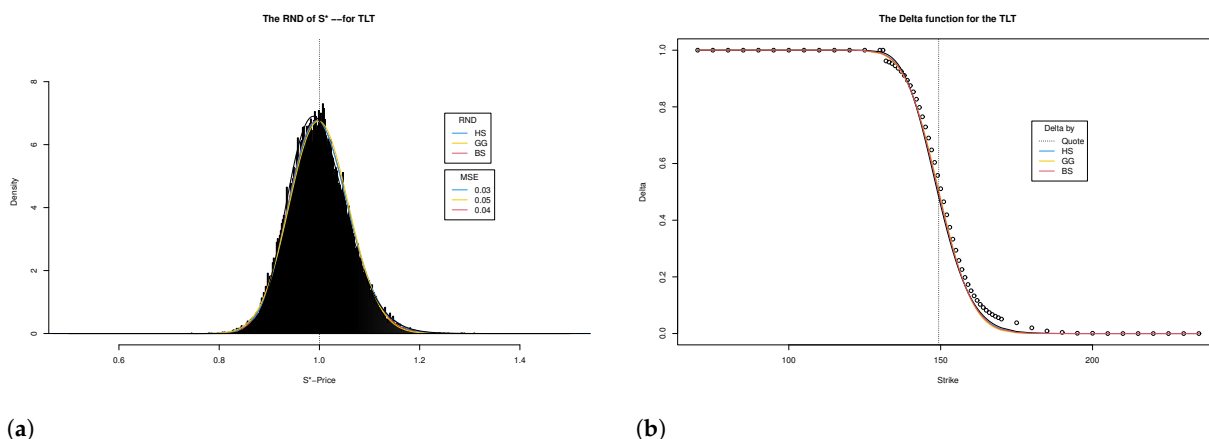 The RND of S* −−for TLT
Density
0
2
4
6
8
0.6
0.8
1.0
1.2
1.4
S*−Price
RND
HS
GG
BS
MSE
0.03
0.05
0.04
(a)
The Delta function for the TLT
Delta
0.0
0.2
0.4
0.6
0.8
1.0
100
150
200
Strike
Delta by
Quote
HS
GG
BS
(b)